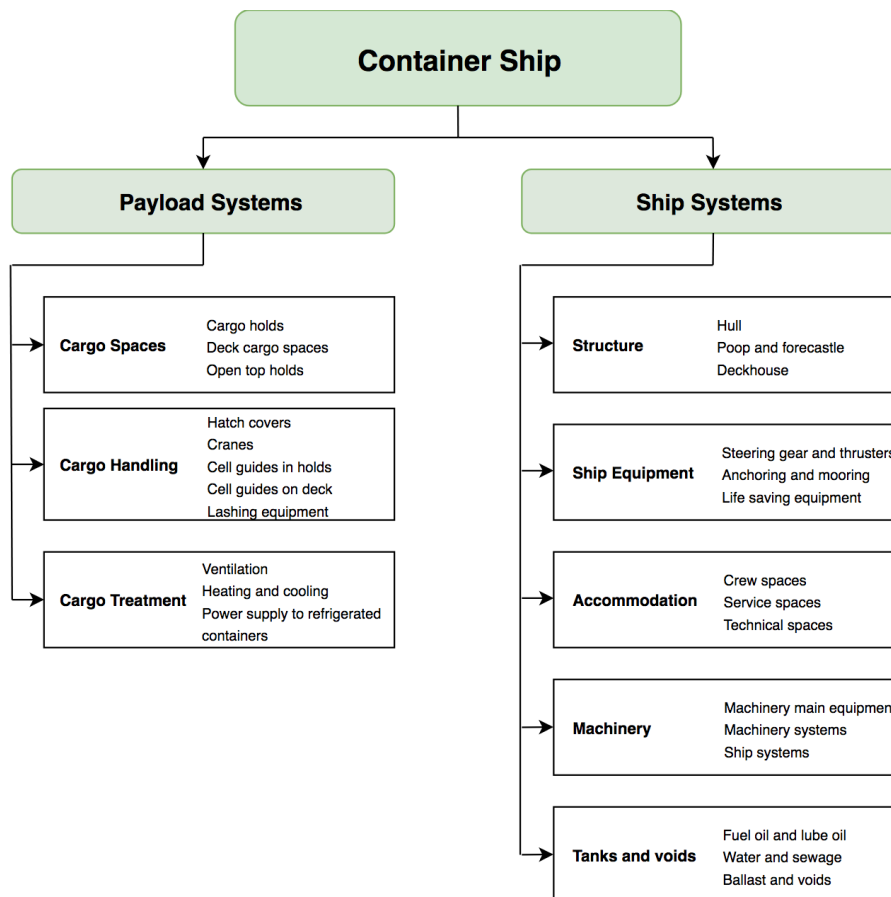 Container Ship
Payload Systems
Cargo Spaces
Cargo holds
Deck cargo spaces
Open top holds
Cargo Handling
Hatch covers
Cranes
Cell guides in holds
Cell guides on deck
Lashing equipment
Cargo Treatment
Ventilation
Heating and cooling
Power supply to refrigerated
containers
Ship Systems
Structure
Hull
Poop and forecastle
Deckhouse
Ship Equipment
Steering gear and thrusters
Anchoring and mooring
Life saving equipment
Accommodation
Crew spaces
Service spaces
Technical spaces
Machinery
Machinery main equipmen
Machinery systems
Ship systems
Tanks and voids
Fuel oil and lube oil
Water and sewage
Ballast and voids